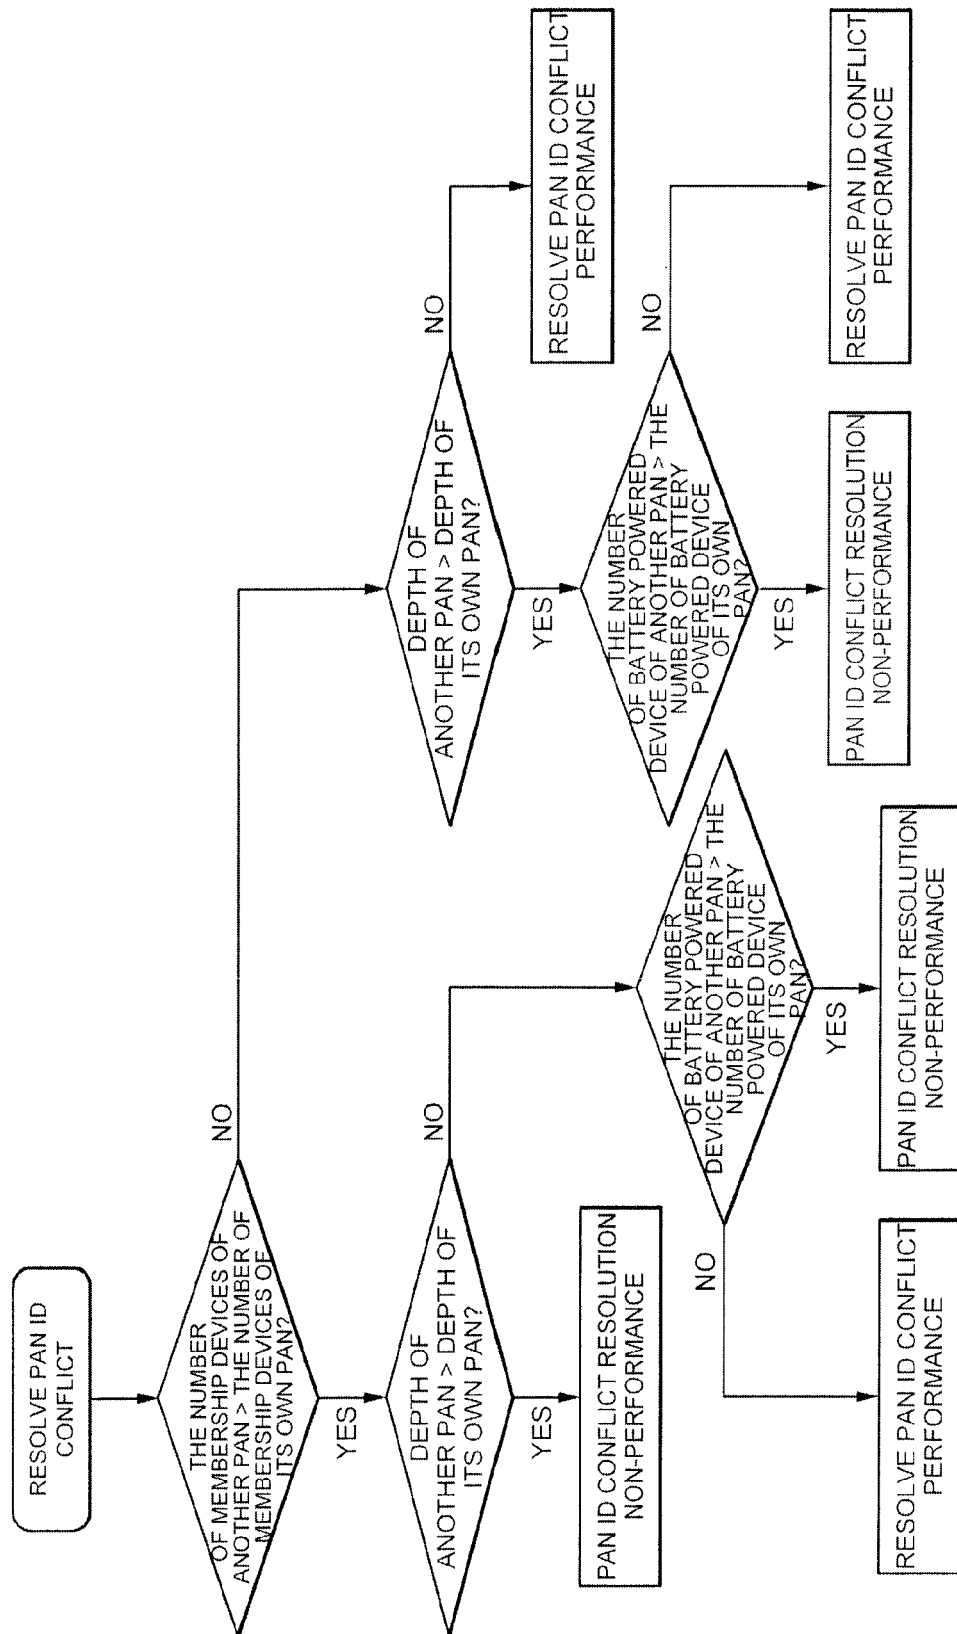 RESOLVE PAN ID
CONFLICT
THE NUMBER
OF MEMBERSHIP DEVICES OF
ANOTHER PAN > THE NUMBER OF
MEMBERSHIP DEVICES OF
ITS OWN PAN?
NO
YES
DEPTH OF
ANOTHER PAN > DEPTH OF
ITS OWN PAN?
NO
YES
DEPTH OF
ANOTHER PAN > DEPTH OF
ITS OWN PAN?
NO
YES
PAN ID CONFLICT RESOLUTION
NON-PERFORMANCE
THE NUMBER
OF BATTERY POWERED
DEVICE OF ANOTHER PAN > THE
NUMBER OF BATTERY
POWERED DEVICE
OF ITS OWN
PAN?
NO
YES
THE NUMBER
OF BATTERY POWERED
DEVICE OF ANOTHER PAN > THE
NUMBER OF BATTERY
POWERED DEVICE
OF ITS OWN
PAN?
NO
YES
RESOLVE PAN ID CONFLICT
PERFORMANCE
RESOLVE PAN ID CONFLICT
PERFORMANCE
PAN ID CONFLICT RESOLUTION
NON-PERFORMANCE
PAN ID CONFLICT RESOLUTION
NON-PERFORMANCE
RESOLVE PAN ID CONFLICT
PERFORMANCE